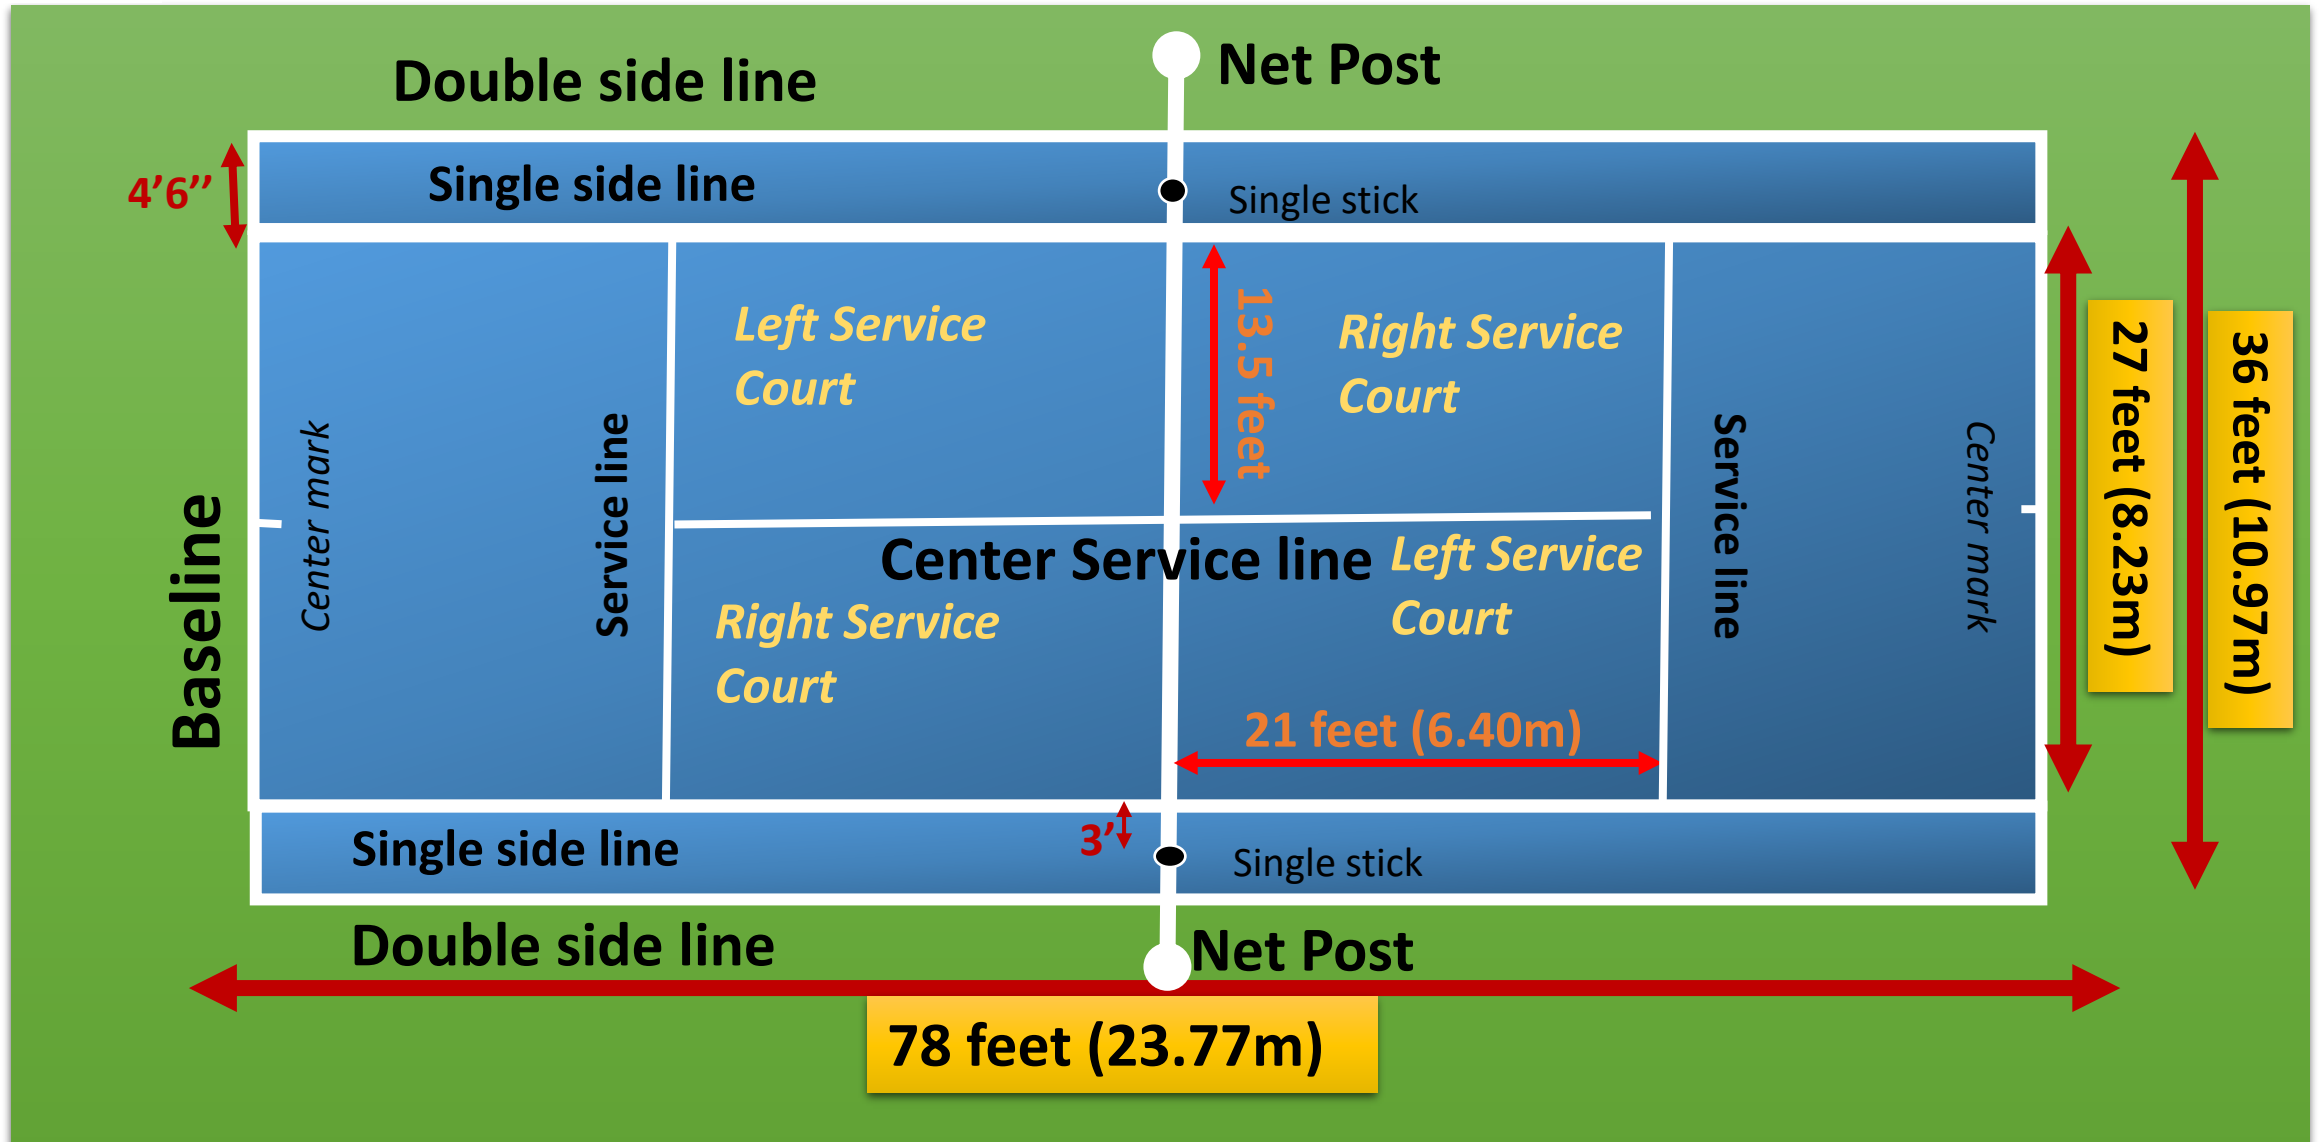 Double side line
Net Post
Single side line
4’6’’
Single stick
Left Service
Court
13.5 feet
Right Service
Court
27 feet (8.23m)
36 feet (10.97m)
Baseline
Center mark
Service line
Service line
Center mark
Center Service line
Left Service
Court
Right Service
Court
21 feet (6.40m)
Single side line
3’
Single stick
Double side line
Net Post
78 feet (23.77m)